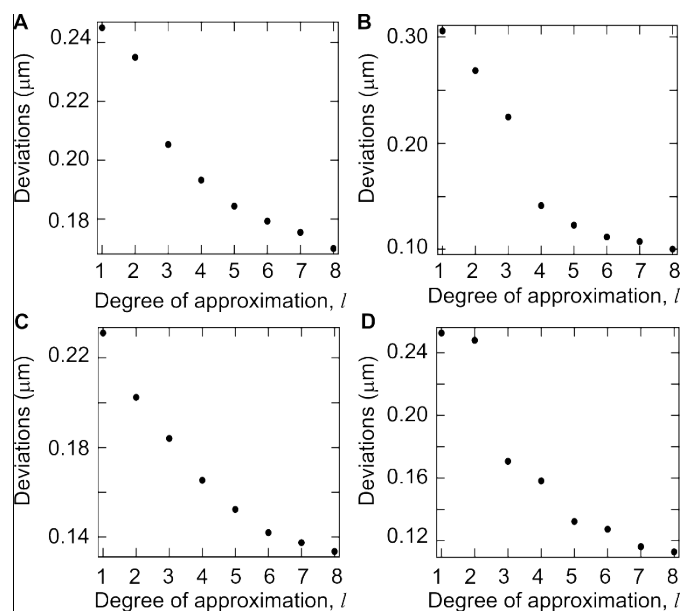 A
Deviations (μm)
0.24
0.22
0.20
0.18
1 2 3 4 5 6 7 8
Degree of approximation, l
B
Deviations (μm)
0.30
0.20
0.10
1 2 3 4 5 6 7 8
Degree of approximation, l
C
Deviations (μm)
0.22
0.18
0.14
1 2 3 4 5 6 7 8
Degree of approximation, l
D
Deviations (μm)
0.24
0.20
0.16
0.12
1 2 3 4 5 6 7 8
Degree of approximation, l